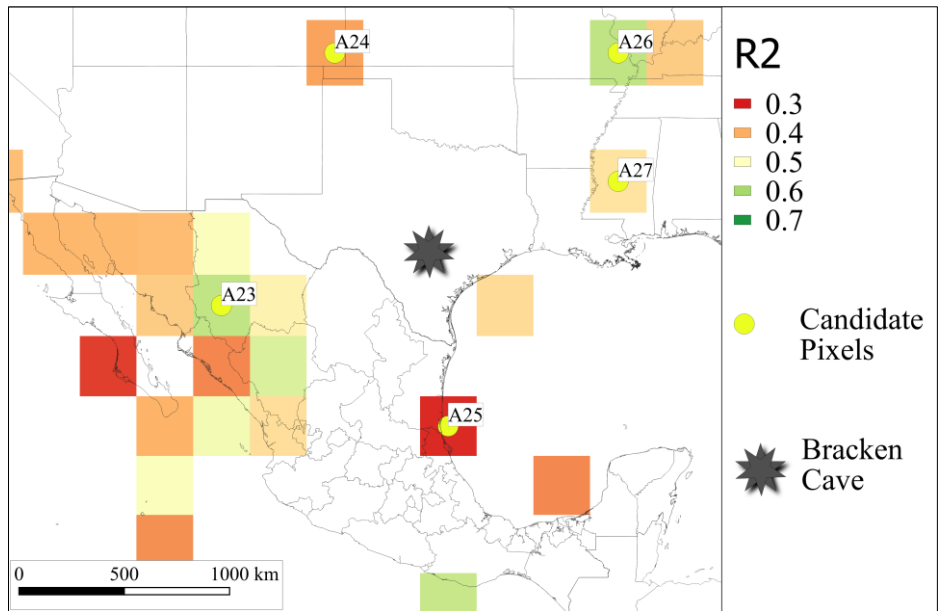 A24
A26
A27
A23
A25
0
500
1000 km
R2
0.3
0.4
0.5
0.6
0.7
Candidate
Pixels
Bracken
Cave